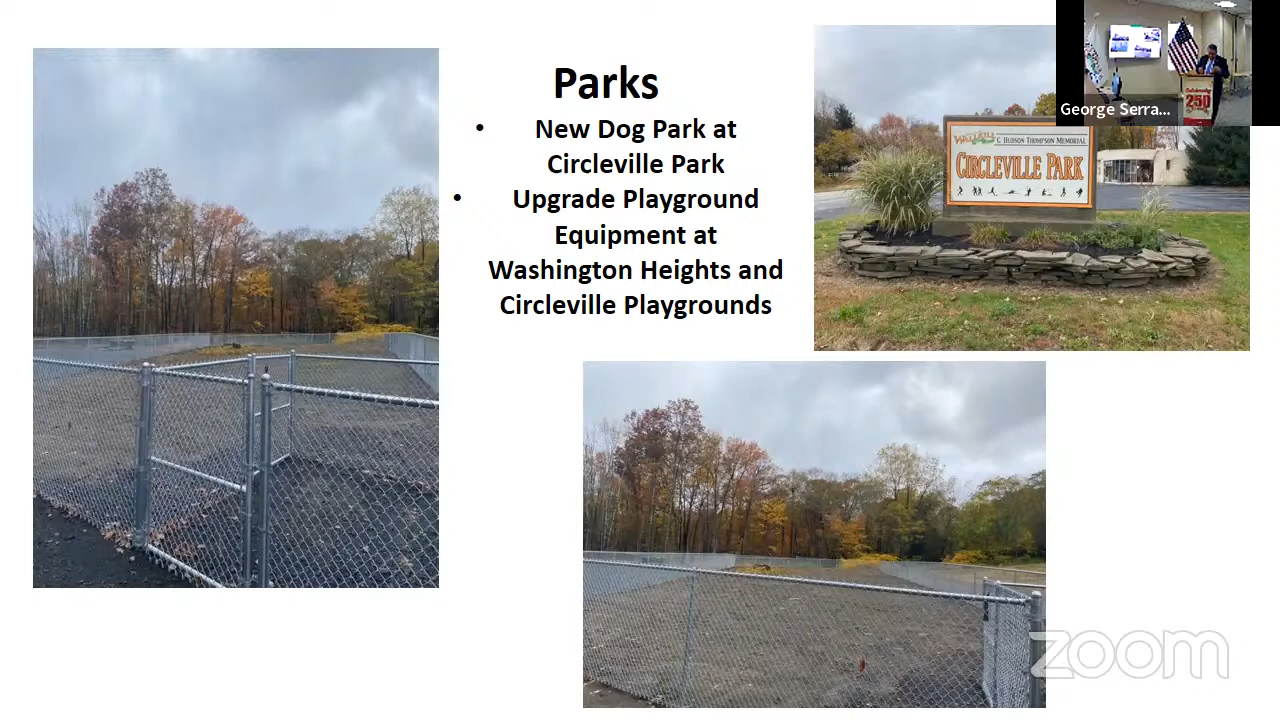 Parks
• New Dog Park at
Circleville Park
• Upgrade Playground
Equipment at
Washington Heights and
Circleville Playgrounds
WALLKILL
C HUDSON THOMPSON MEMORIAL
CIRCLEVILLE PARK
250
George Serra...
zoom